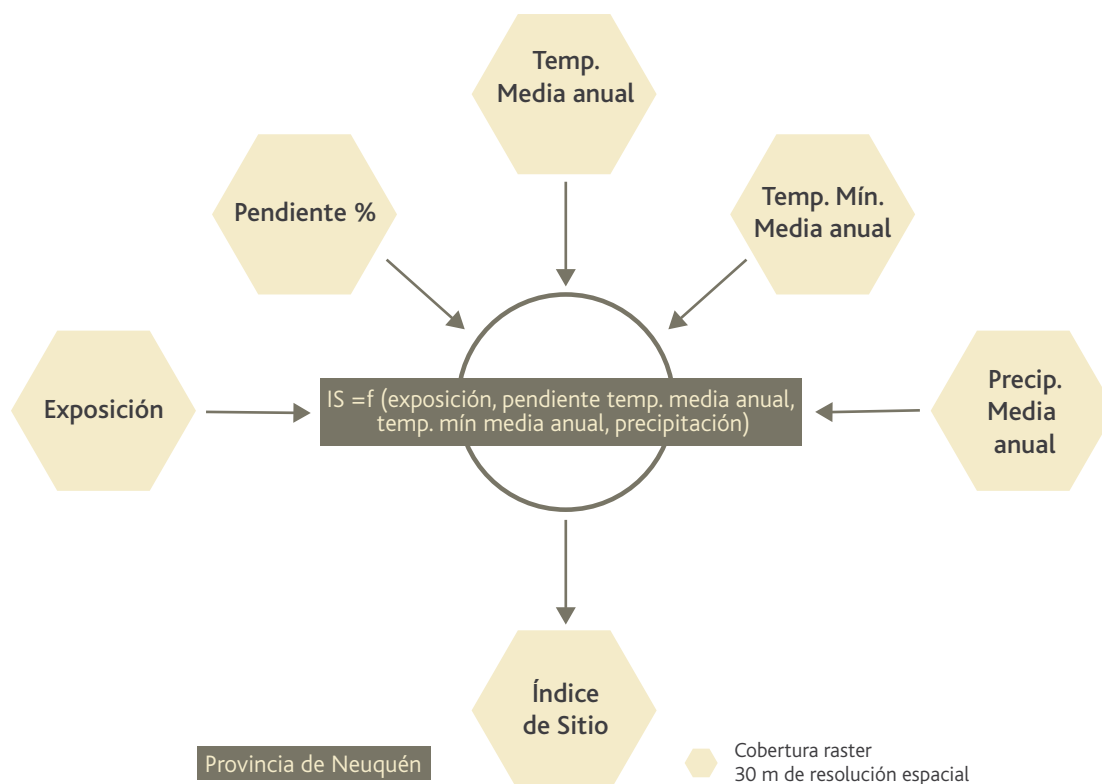 Temp.
Media anual
Pendiente %
Temp. Mín.
Media anual
Exposición
IS =f (exposición, pendiente temp. media anual,
temp. mín media anual, precipitación)
Precip.
Media
anual
Índice
de Sitio
Provincia de Neuquén
Cobertura raster
30 m de resolución espacial